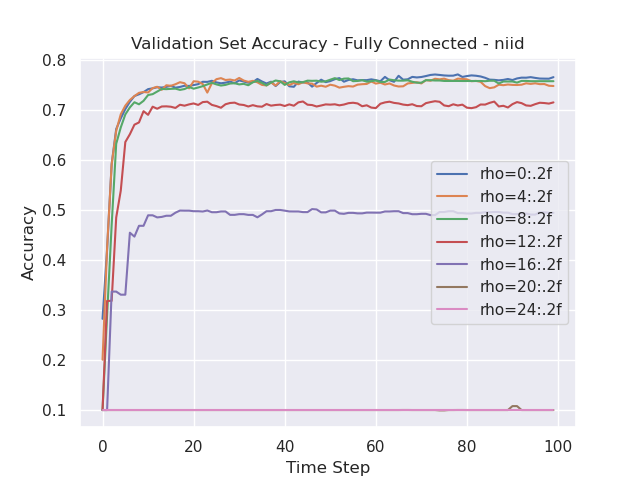 Validation Set Accuracy - Fully Connected - niid
Accuracy
0.8
0.7
0.6
0.5
0.4
0.3
0.2
0.1
rho=0:.2f
rho=4:.2f
rho=8:.2f
rho=12:.2f
rho=16:.2f
rho=20:.2f
rho=24:.2f
0 20 40 60 80 100
Time Step